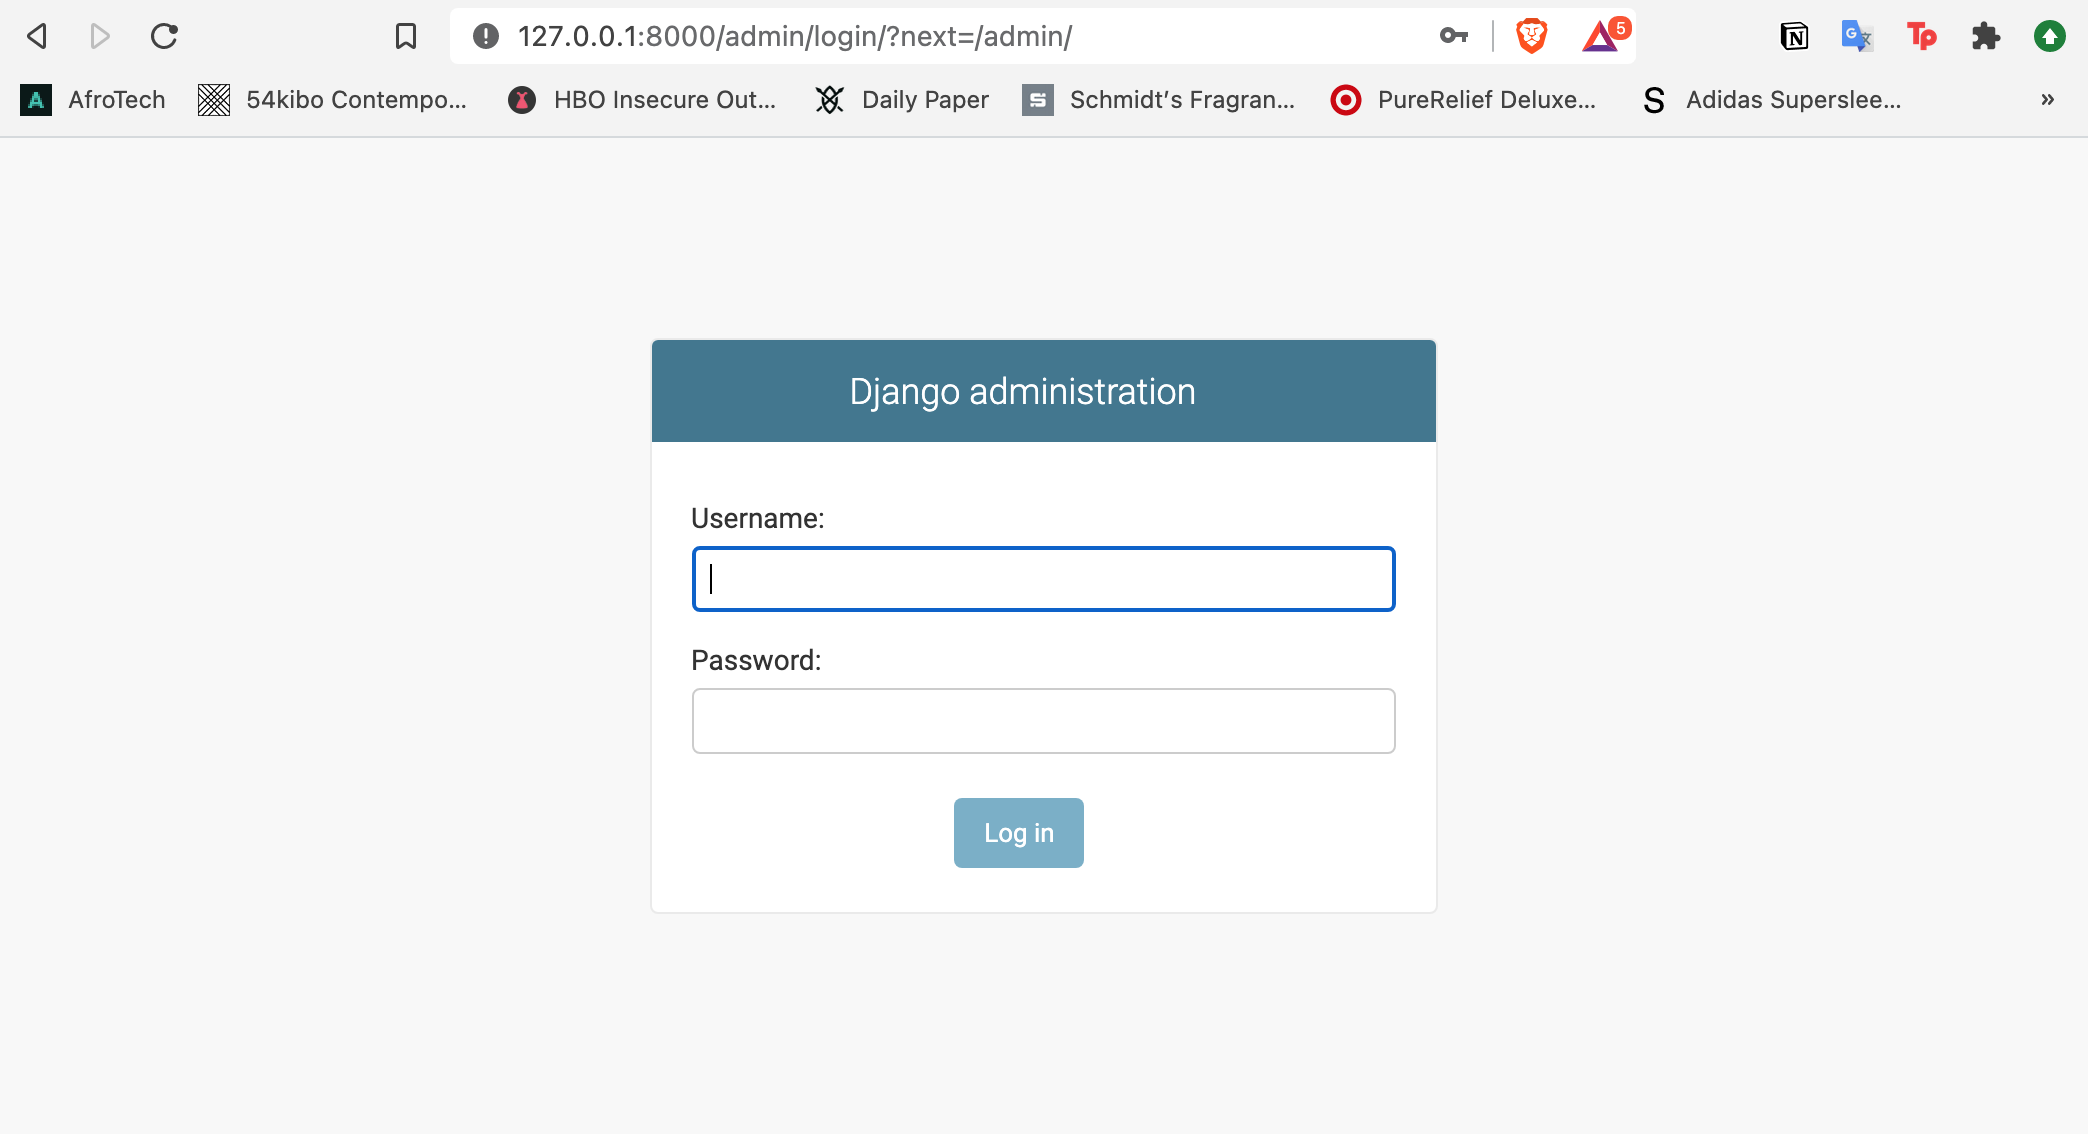 127.0.0.1:8000/admin/login/?next=/admin/
5
AfroTech
54kibo Contempo...
HBO Insecure Out...
Daily Paper
Schmidt's Fragran...
PureRelief Deluxe...
Adidas Superslee...
»
Django administration
Username:
Password:
Log in